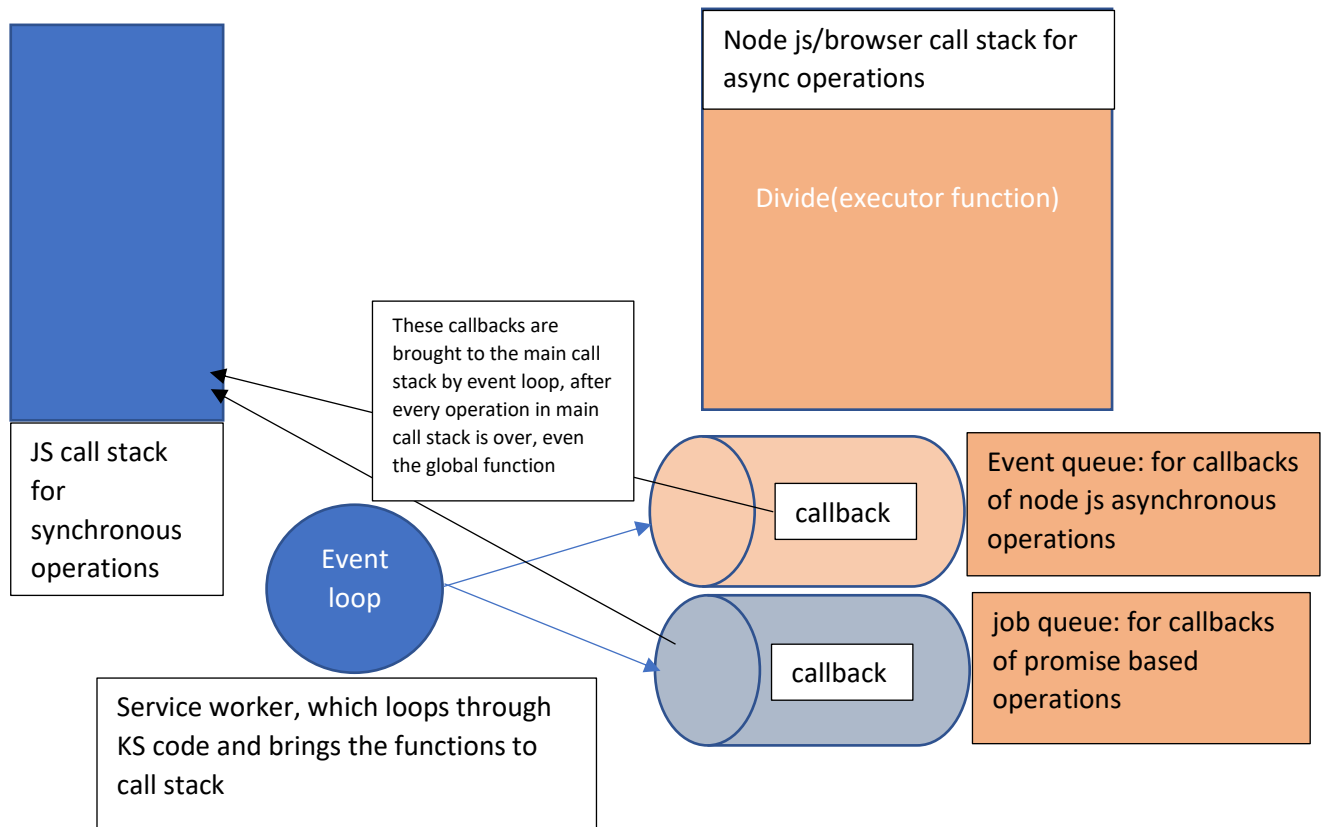 Node js/browser call stack for
async operations
Divide(executor function)
These callbacks are
brought to the main call
stack by event loop, after
every operation in main
call stack is over, even
the global function
JS call stack
for
synchronous
operations
Event
loop
callback
Event queue: for callbacks
of node js asynchronous
operations
callback
job queue: for callbacks
of promise based
operations
Service worker, which loops through
KS code and brings the functions to
call stack